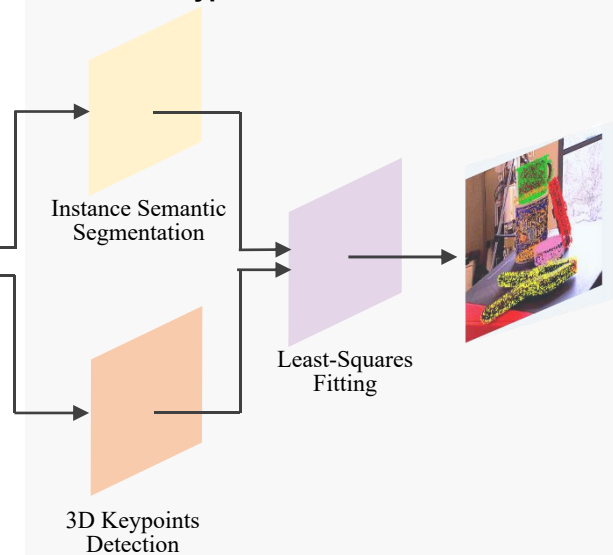 Instance Semantic
Segmentation
Least-Squares
Fitting
3D Keypoints
Detection